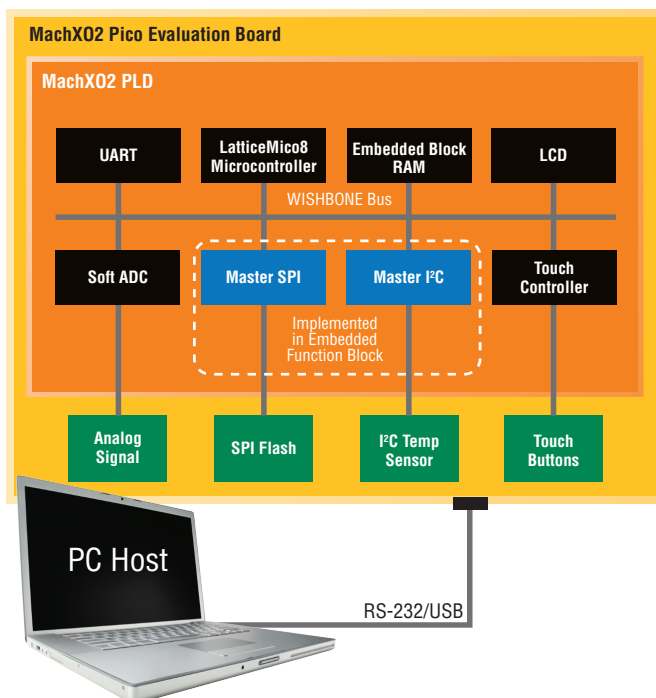 MachXO2 Pico Evaluation Board
MachXO2 PLD
UART
LatticeMico8
Microcontroller
Embedded Block
RAM
LCD
WISHBONE Bus
Soft ADC
Master SPI
Master I²C
Touch
Controller
Implemented
in Embedded
Function Block
Analog
Signal
SPI Flash
I²C Temp
Sensor
Touch
Buttons
PC Host
RS-232/USB